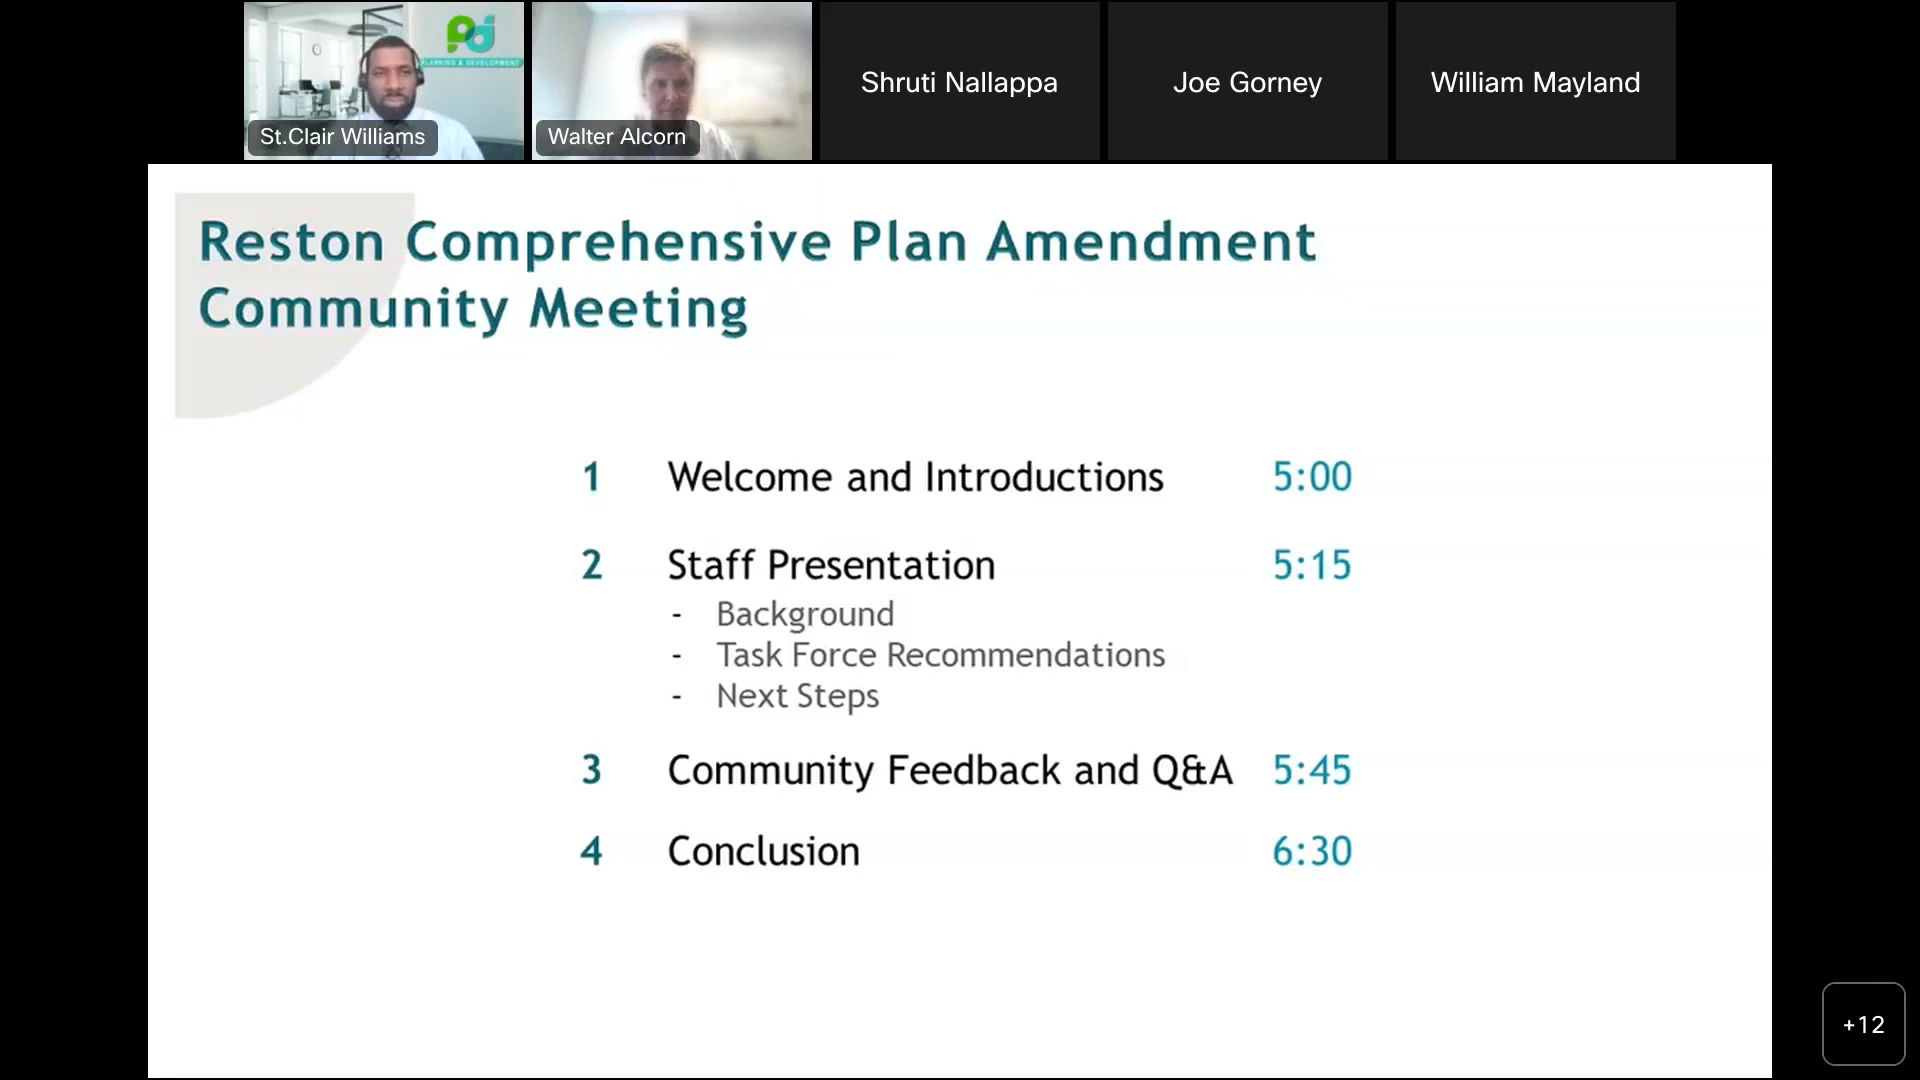 PLANNING & DEVELOPMENT
St.Clair Williams
Walter Alcorn
Shruti Nallappa
Joe Gorney
William Mayland
Reston Comprehensive Plan Amendment
Community Meeting
1 Welcome and Introductions 5:00
2 Staff Presentation 5:15
- Background
- Task Force Recommendations
- Next Steps
3 Community Feedback and Q&A 5:45
4 Conclusion 6:30
+12